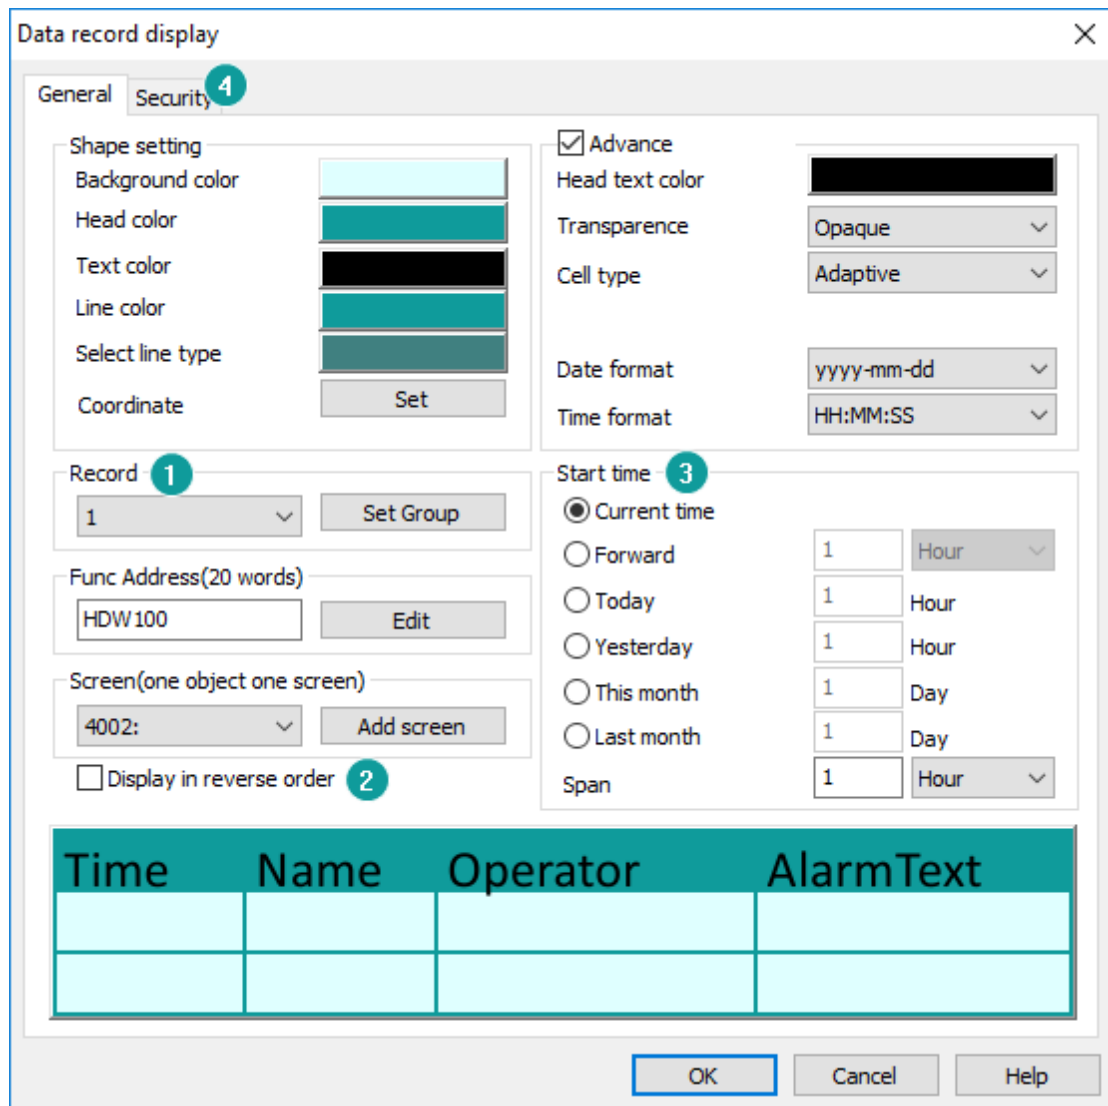 Data record display
General
Security
4
Shape setting
Background color
Head color
Text color
Line color
Select line type
Coordinate
Set
Advance
Head text color
Transparence
Opaque
Cell type
Adaptive
Date format
yyyy-mm-dd
Time format
HH:MM:SS
Record
1
1
Set Group
Func Address(20 words)
HDW100
Edit
Screen(one object one screen)
4002:
Add screen
Display in reverse order
2
Start time
3
Current time
Forward
1
Hour
Today
1
Hour
Yesterday
1
Hour
This month
1
Day
Last month
1
Day
Span
1
Hour
Time
Name
Operator
AlarmText
OK
Cancel
Help